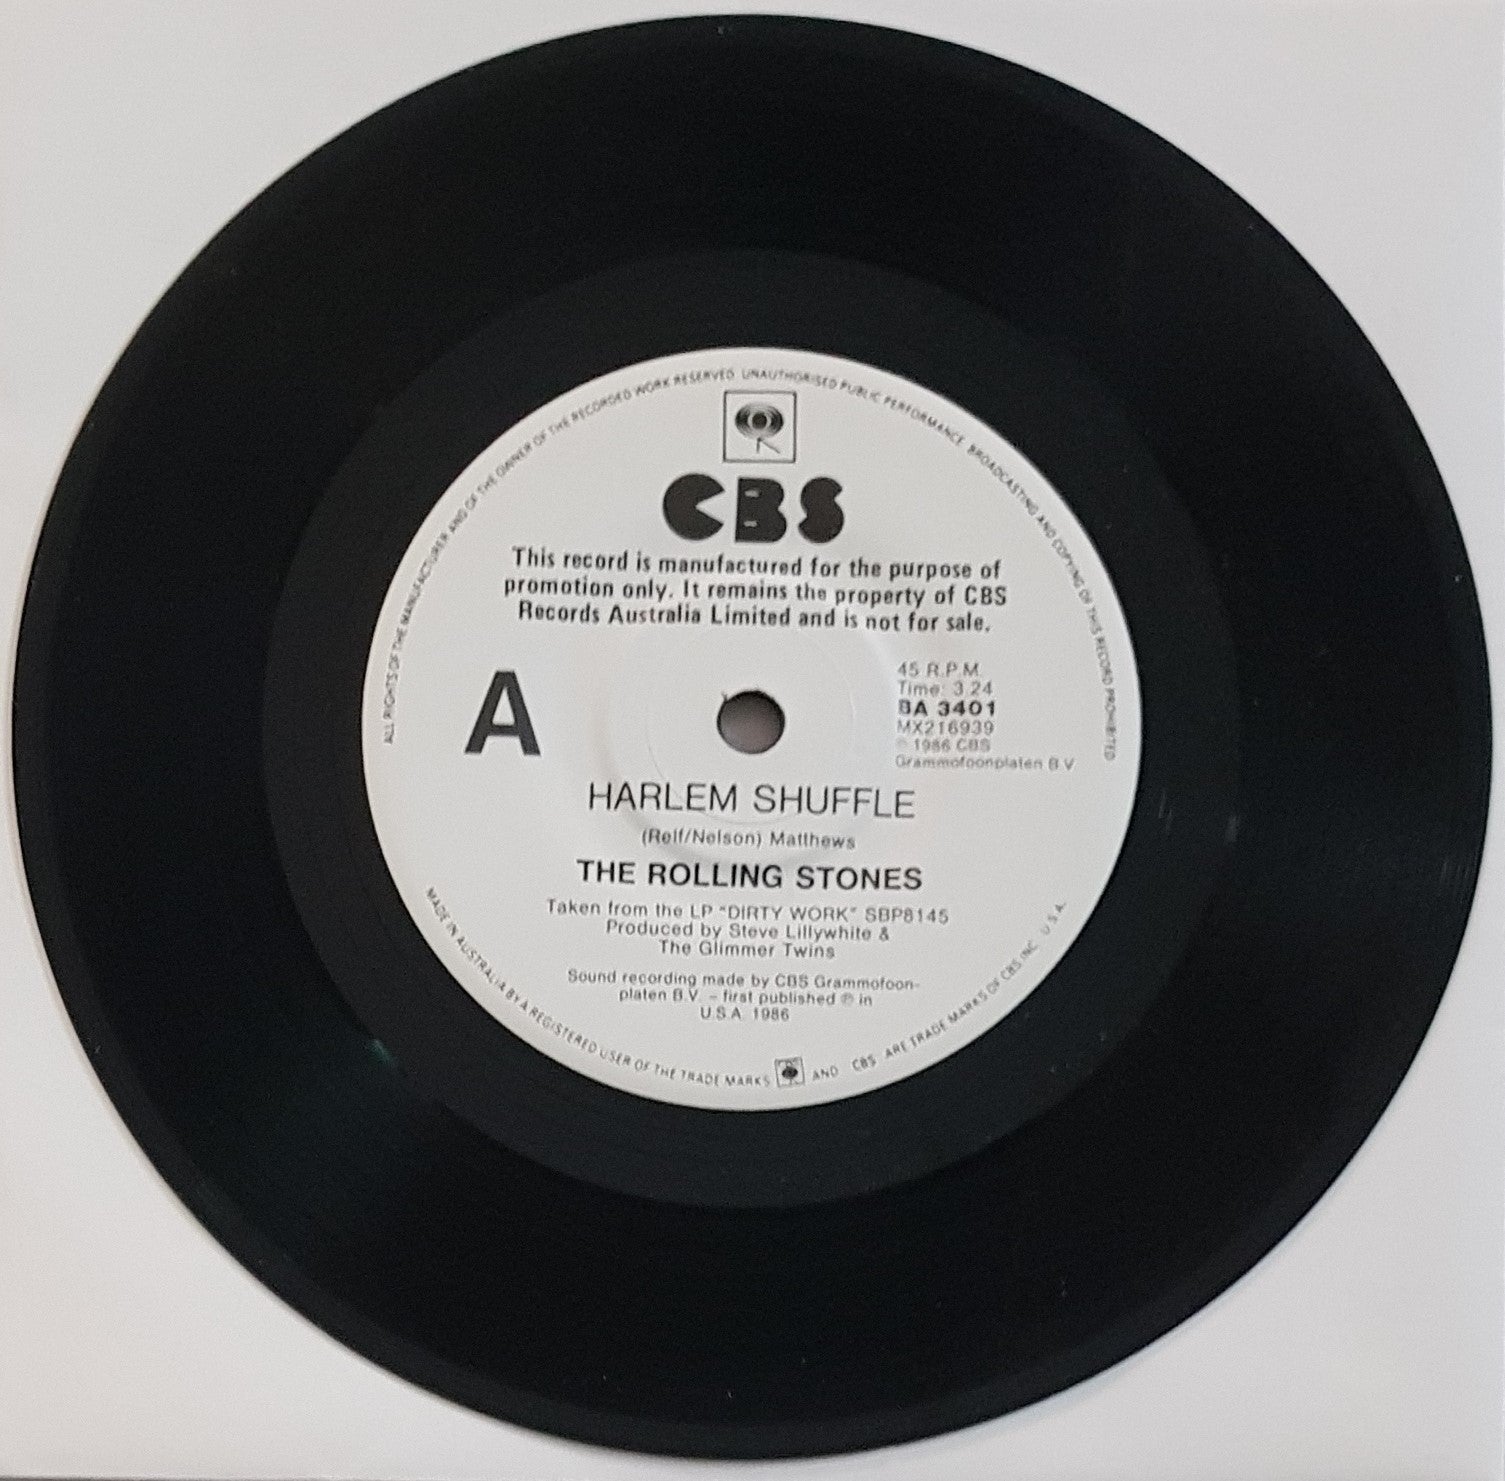 ALL RIGHTS OF THE MANUFACTURER AND OF THE OWNER OF THE RECORDED WORK RESERVED UNAUTHORISED PUBLIC PERFORMANCE BROADCASTING AND COPYING OF THIS RECORD PROHIBITED
CBS
This record is manufactured for the purpose of
promotion only. It remains the property of CBS
Records Australia Limited and is not for sale.
A
45 R.P.M.
Time: 3.24
BA 3401
MX216939
℗ 1986 CBS
Grammofoonplaten B.V.
HARLEM SHUFFLE
(Relf/Nelson) Matthews
THE ROLLING STONES
Taken from the LP "DIRTY WORK" SBP8145
Produced by Steve Lillywhite &
The Glimmer Twins
Sound recording made by CBS Grammofoon-
platen B.V. – first published ℗ in
U.S.A. 1986
MADE IN AUSTRALIA BY A REGISTERED USER OF THE TRADE MARKS AND CBS ARE TRADE MARKS OF CBS INC. U.S.A.